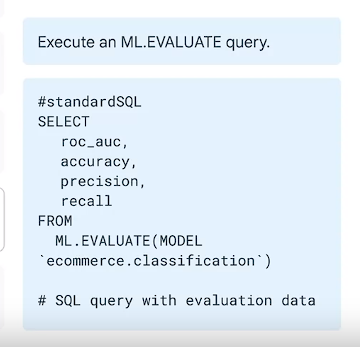 Execute an ML.EVALUATE query.
#standardSQL
SELECT
roc_auc,
accuracy,
precision,
recall
FROM
ML.EVALUATE(MODEL
`ecommerce.classification`)
# SQL query with evaluation data